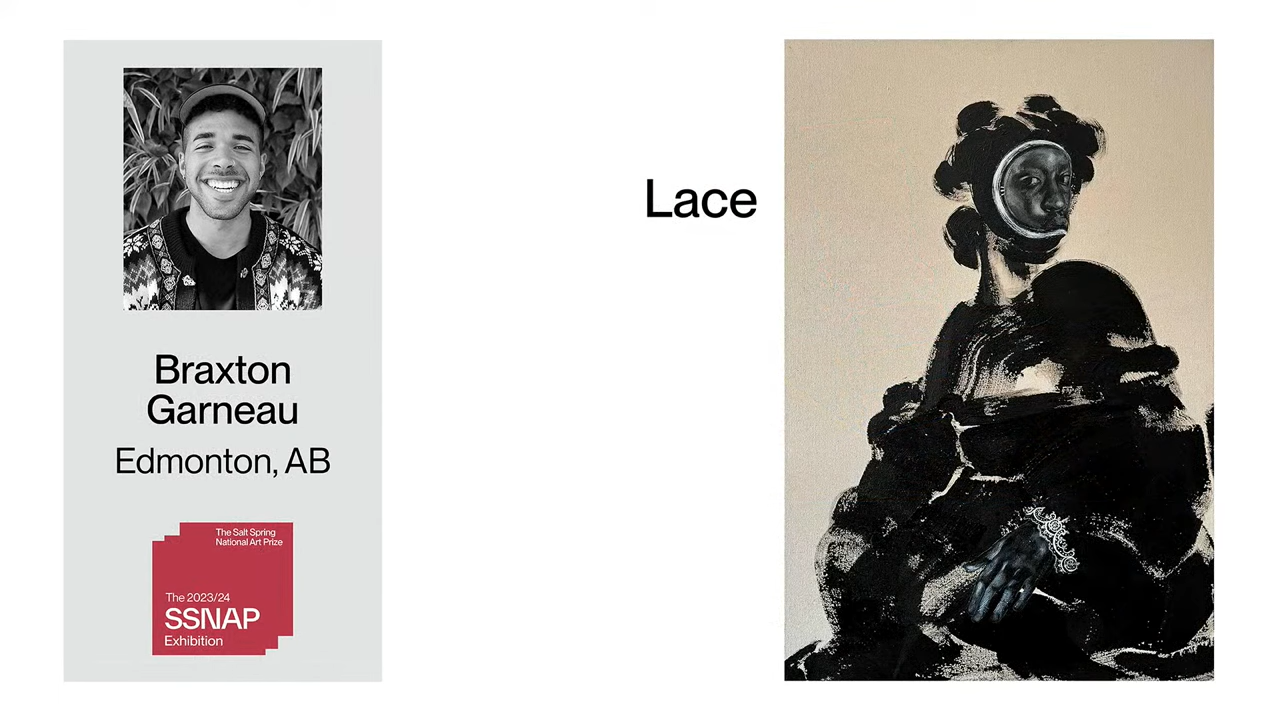 Braxton
Garneau
Edmonton, AB
The Salt Spring
National Art Prize
The 2023/24
SSNAP
Exhibition
Lace